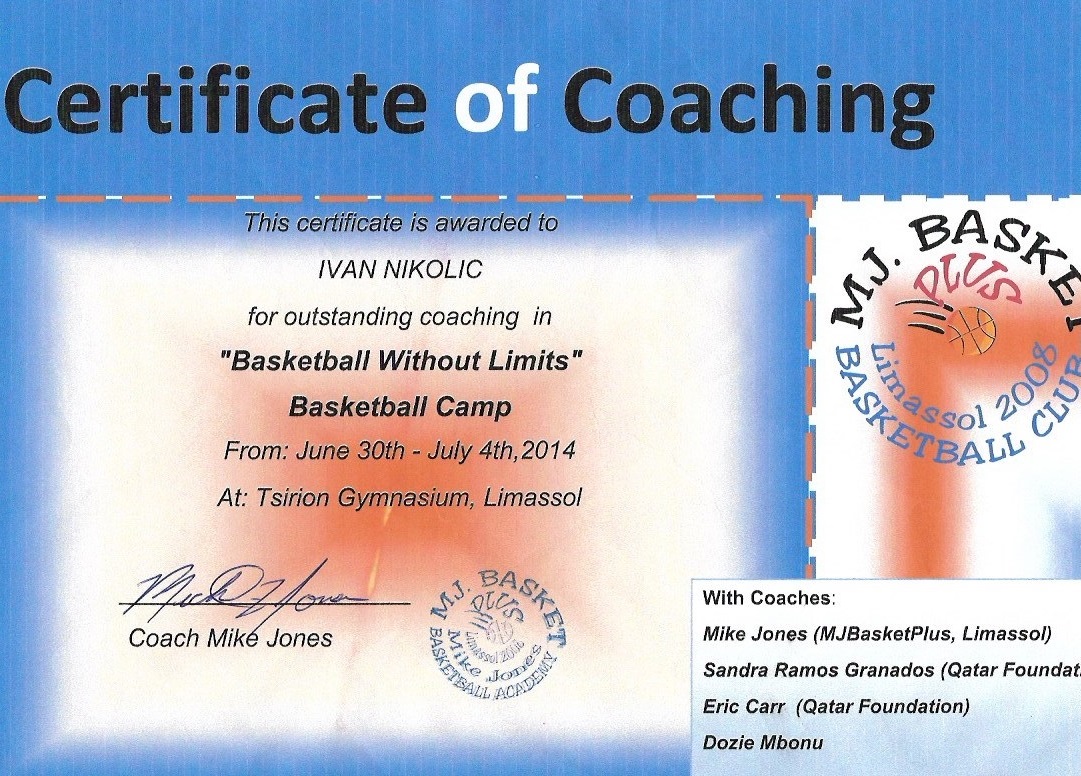 Certificate of Coaching
This certificate is awarded to
IVAN NIKOLIC
for outstanding coaching in
"Basketball Without Limits"
Basketball Camp
From: June 30th - July 4th,2014
At: Tsirion Gymnasium, Limassol
Coach Mike Jones
M.J. BASKET
PLUS
Limassol 2008
Mike Jones
BASKETBALL ACADEMY
MJ. BASKET
PLUS
Limassol 2008
BASKETBALL CLUB
With Coaches:
Mike Jones (MJBasketPlus, Limassol)
Sandra Ramos Granados (Qatar Foundat
Eric Carr (Qatar Foundation)
Dozie Mbonu